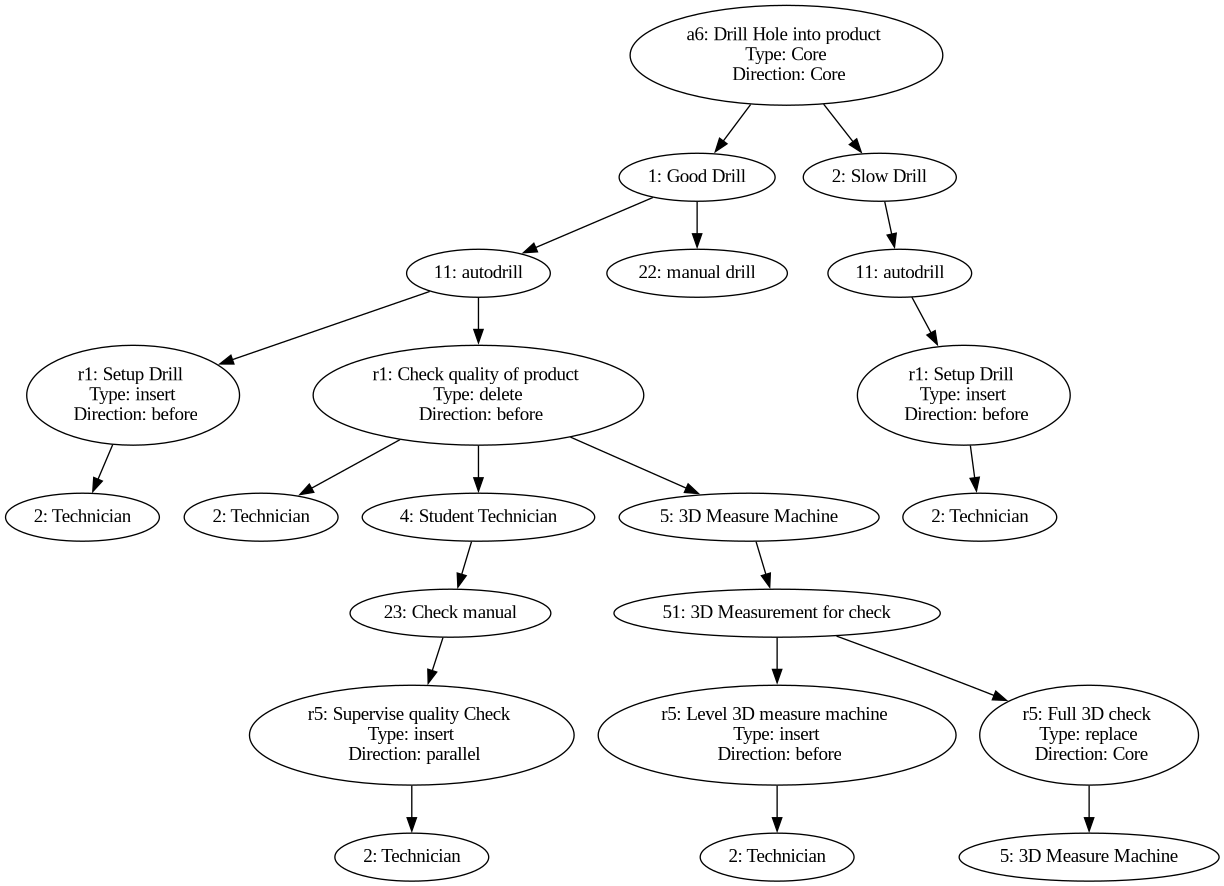 a6: Drill Hole into product
Type: Core
Direction: Core
1: Good Drill
2: Slow Drill
11: autodrill
22: manual drill
11: autodrill
r1: Setup Drill
Type: insert
Direction: before
r1: Check quality of product
Type: delete
Direction: before
r1: Setup Drill
Type: insert
Direction: before
2: Technician
2: Technician
4: Student Technician
5: 3D Measure Machine
2: Technician
23: Check manual
51: 3D Measurement for check
r5: Supervise quality Check
Type: insert
Direction: parallel
r5: Level 3D measure machine
Type: insert
Direction: before
r5: Full 3D check
Type: replace
Direction: Core
2: Technician
2: Technician
5: 3D Measure Machine